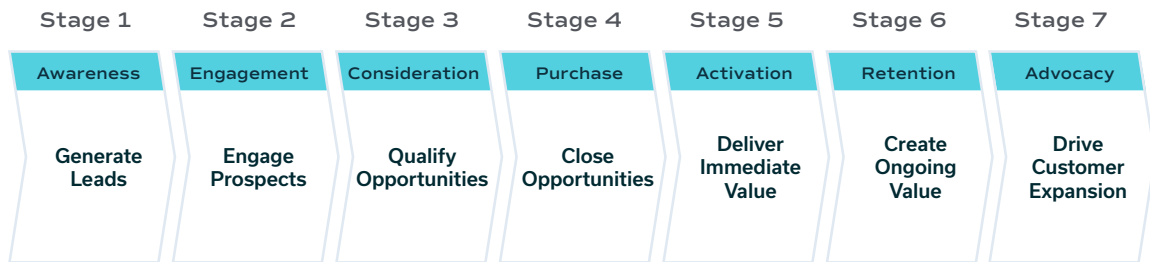 Stage 1
Stage 2
Stage 3
Stage 4
Stage 5
Stage 6
Stage 7
Awareness
Engagement
Consideration
Purchase
Activation
Retention
Advocacy
Generate
Leads
Engage
Prospects
Qualify
Opportunities
Close
Opportunities
Deliver
Immediate
Value
Create
Ongoing
Value
Drive
Customer
Expansion